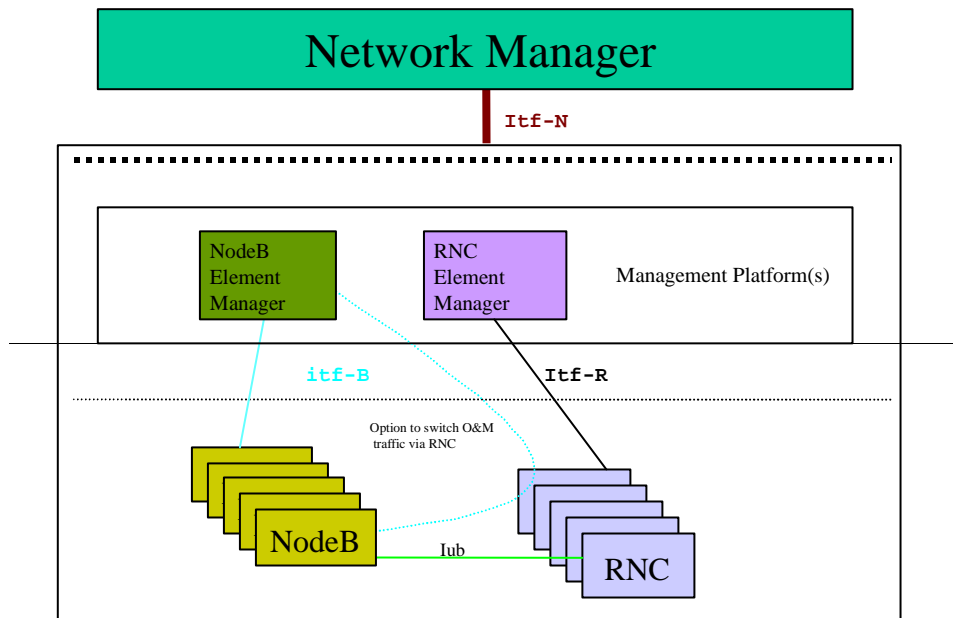 Network Manager
Itf-N
NodeB
Element
Manager
RNC
Element
Manager
Management Platform(s)
itf-B
Itf-R
Option to switch O&M
traffic via RNC
NodeB
Iub
RNC